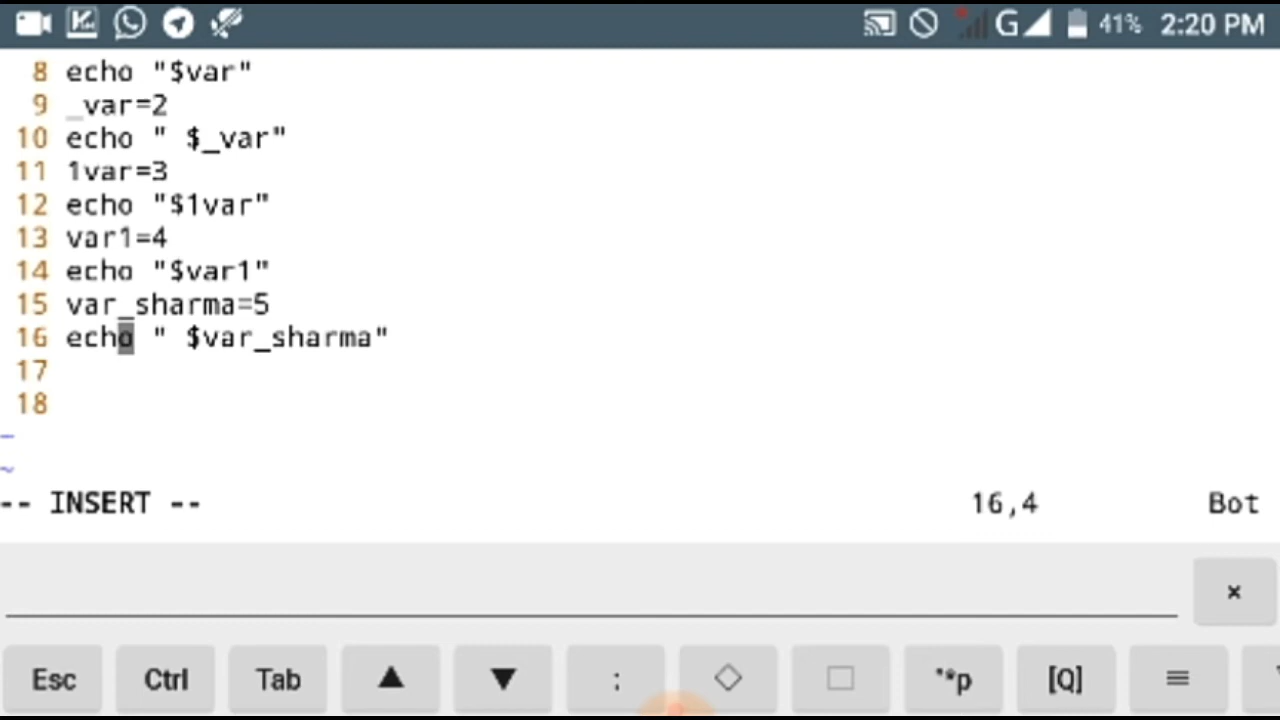 G 41% 2:20 PM
8 echo "$var"
9 _var=2
10 echo " $_var"
11 1var=3
12 echo "$1var"
13 var1=4
14 echo "$var1"
15 var_sharma=5
16 echo " $var_sharma"
17
18
~
~
-- INSERT -- 16,4 Bot
×
Esc Ctrl Tab ▲ ▼ : ◇ □ "*p [Q] ≡